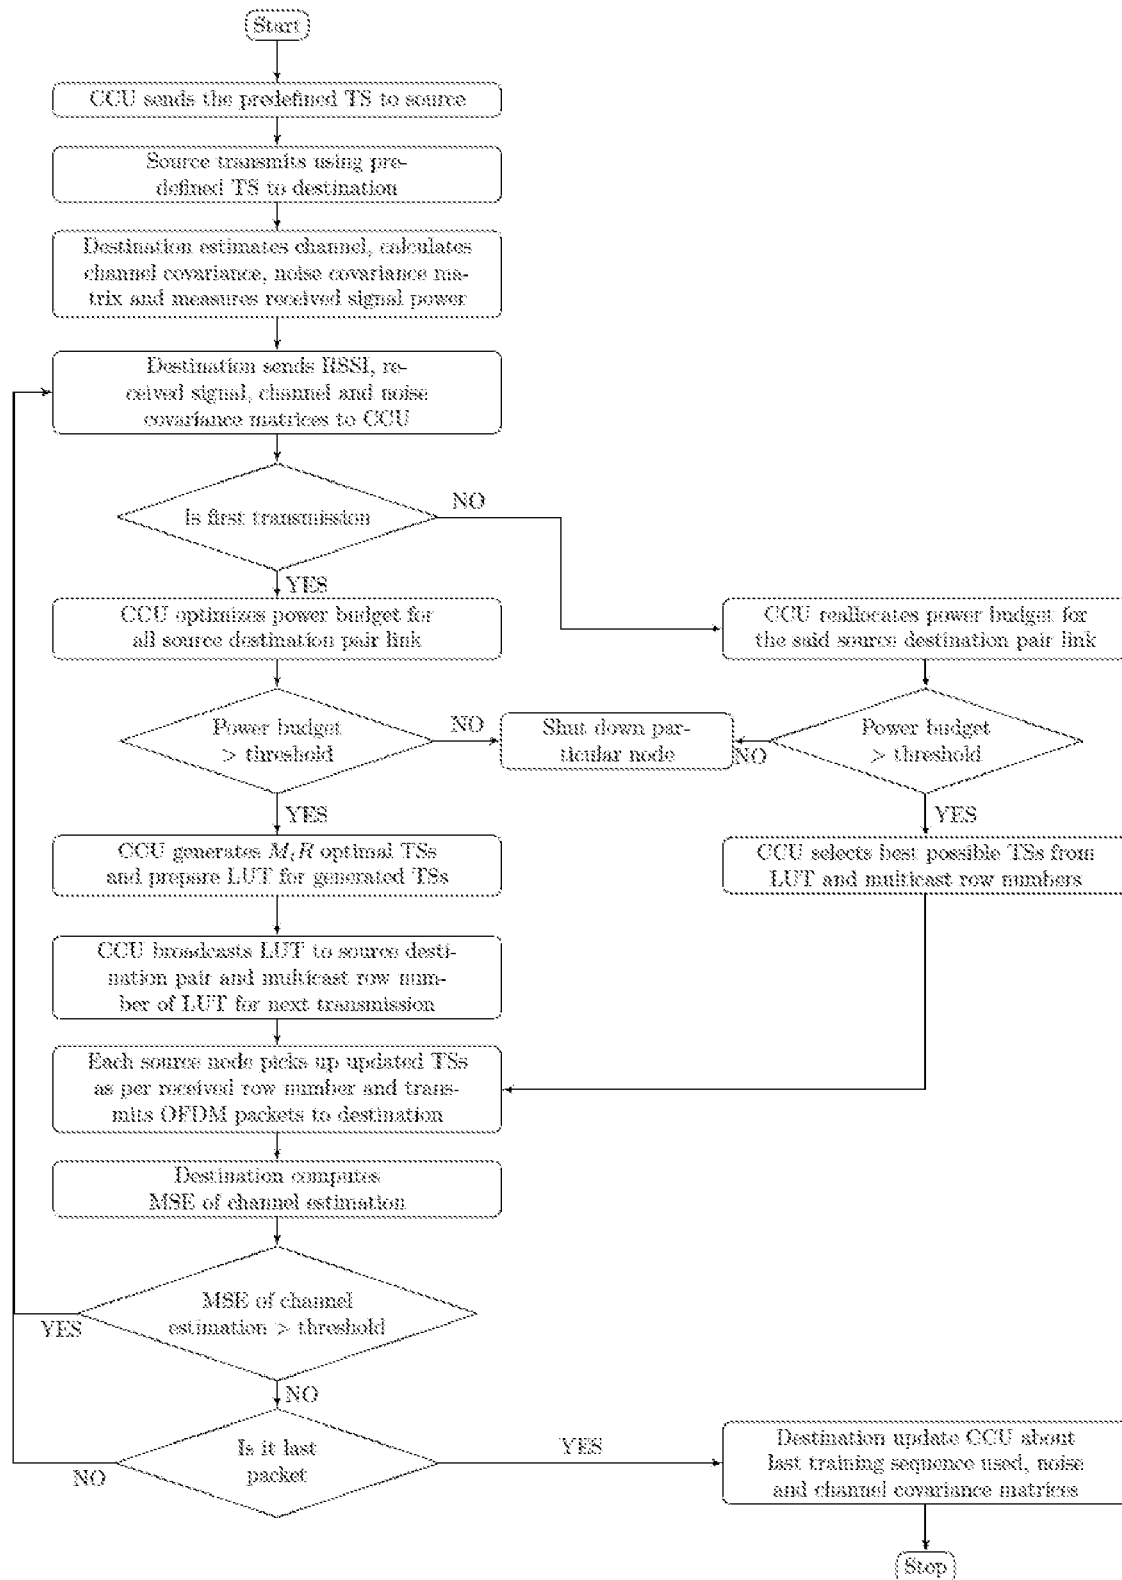 Start
CCU sends the predefined TS to source
Source transmits using pre-
defined TS to destination
Destination estimates channel, calculates
channel covariance, noise covariance ma-
trix and measures received signal power
Destination sends RSSI, re-
ceived signal, channel and noise
covariance matrices to CCU
Is first transmission
NO
YES
CCU optimizes power budget for
all source destination pair link
CCU reallocates power budget for
the said source destination pair link
Power budget
> threshold
NO
Shut down par-
ticular node
NO
Power budget
> threshold
YES
YES
CCU generates MₜR optimal TSs
and prepare LUT for generated TSs
CCU selects best possible TSs from
LUT and multicast row numbers
CCU broadcasts LUT to source desti-
nation pair and multicast row num-
ber of LUT for next transmission
Each source node picks up updated TSs
as per received row number and trans-
mits OFDM packets to destination
Destination computes
MSE of channel estimation
MSE of channel
estimation > threshold
YES
NO
Is it last
packet
NO
YES
Destination update CCU about
last training sequence used, noise
and channel covariance matrices
Stop